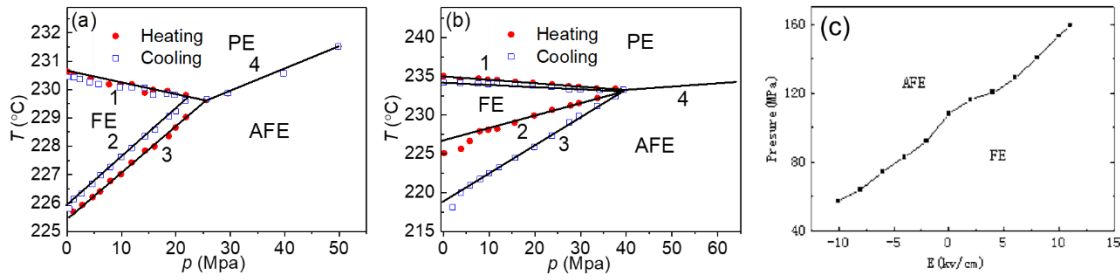 (a)
Heating
Cooling
PE
4
1
FE
2
3
AFE
232
231
230
229
228
227
226
225
T (°C)
0 10 20 30 40 50
p (Mpa)
(b)
Heating
Cooling
PE
1
FE
2
3
4
AFE
240
235
230
225
220
215
T (°C)
0 10 20 30 40 50 60
p (Mpa)
(c)
AFE
FE
160
120
80
40
Presure(MPa)
-10 -5 0 5 10 15
E(kv/cm)